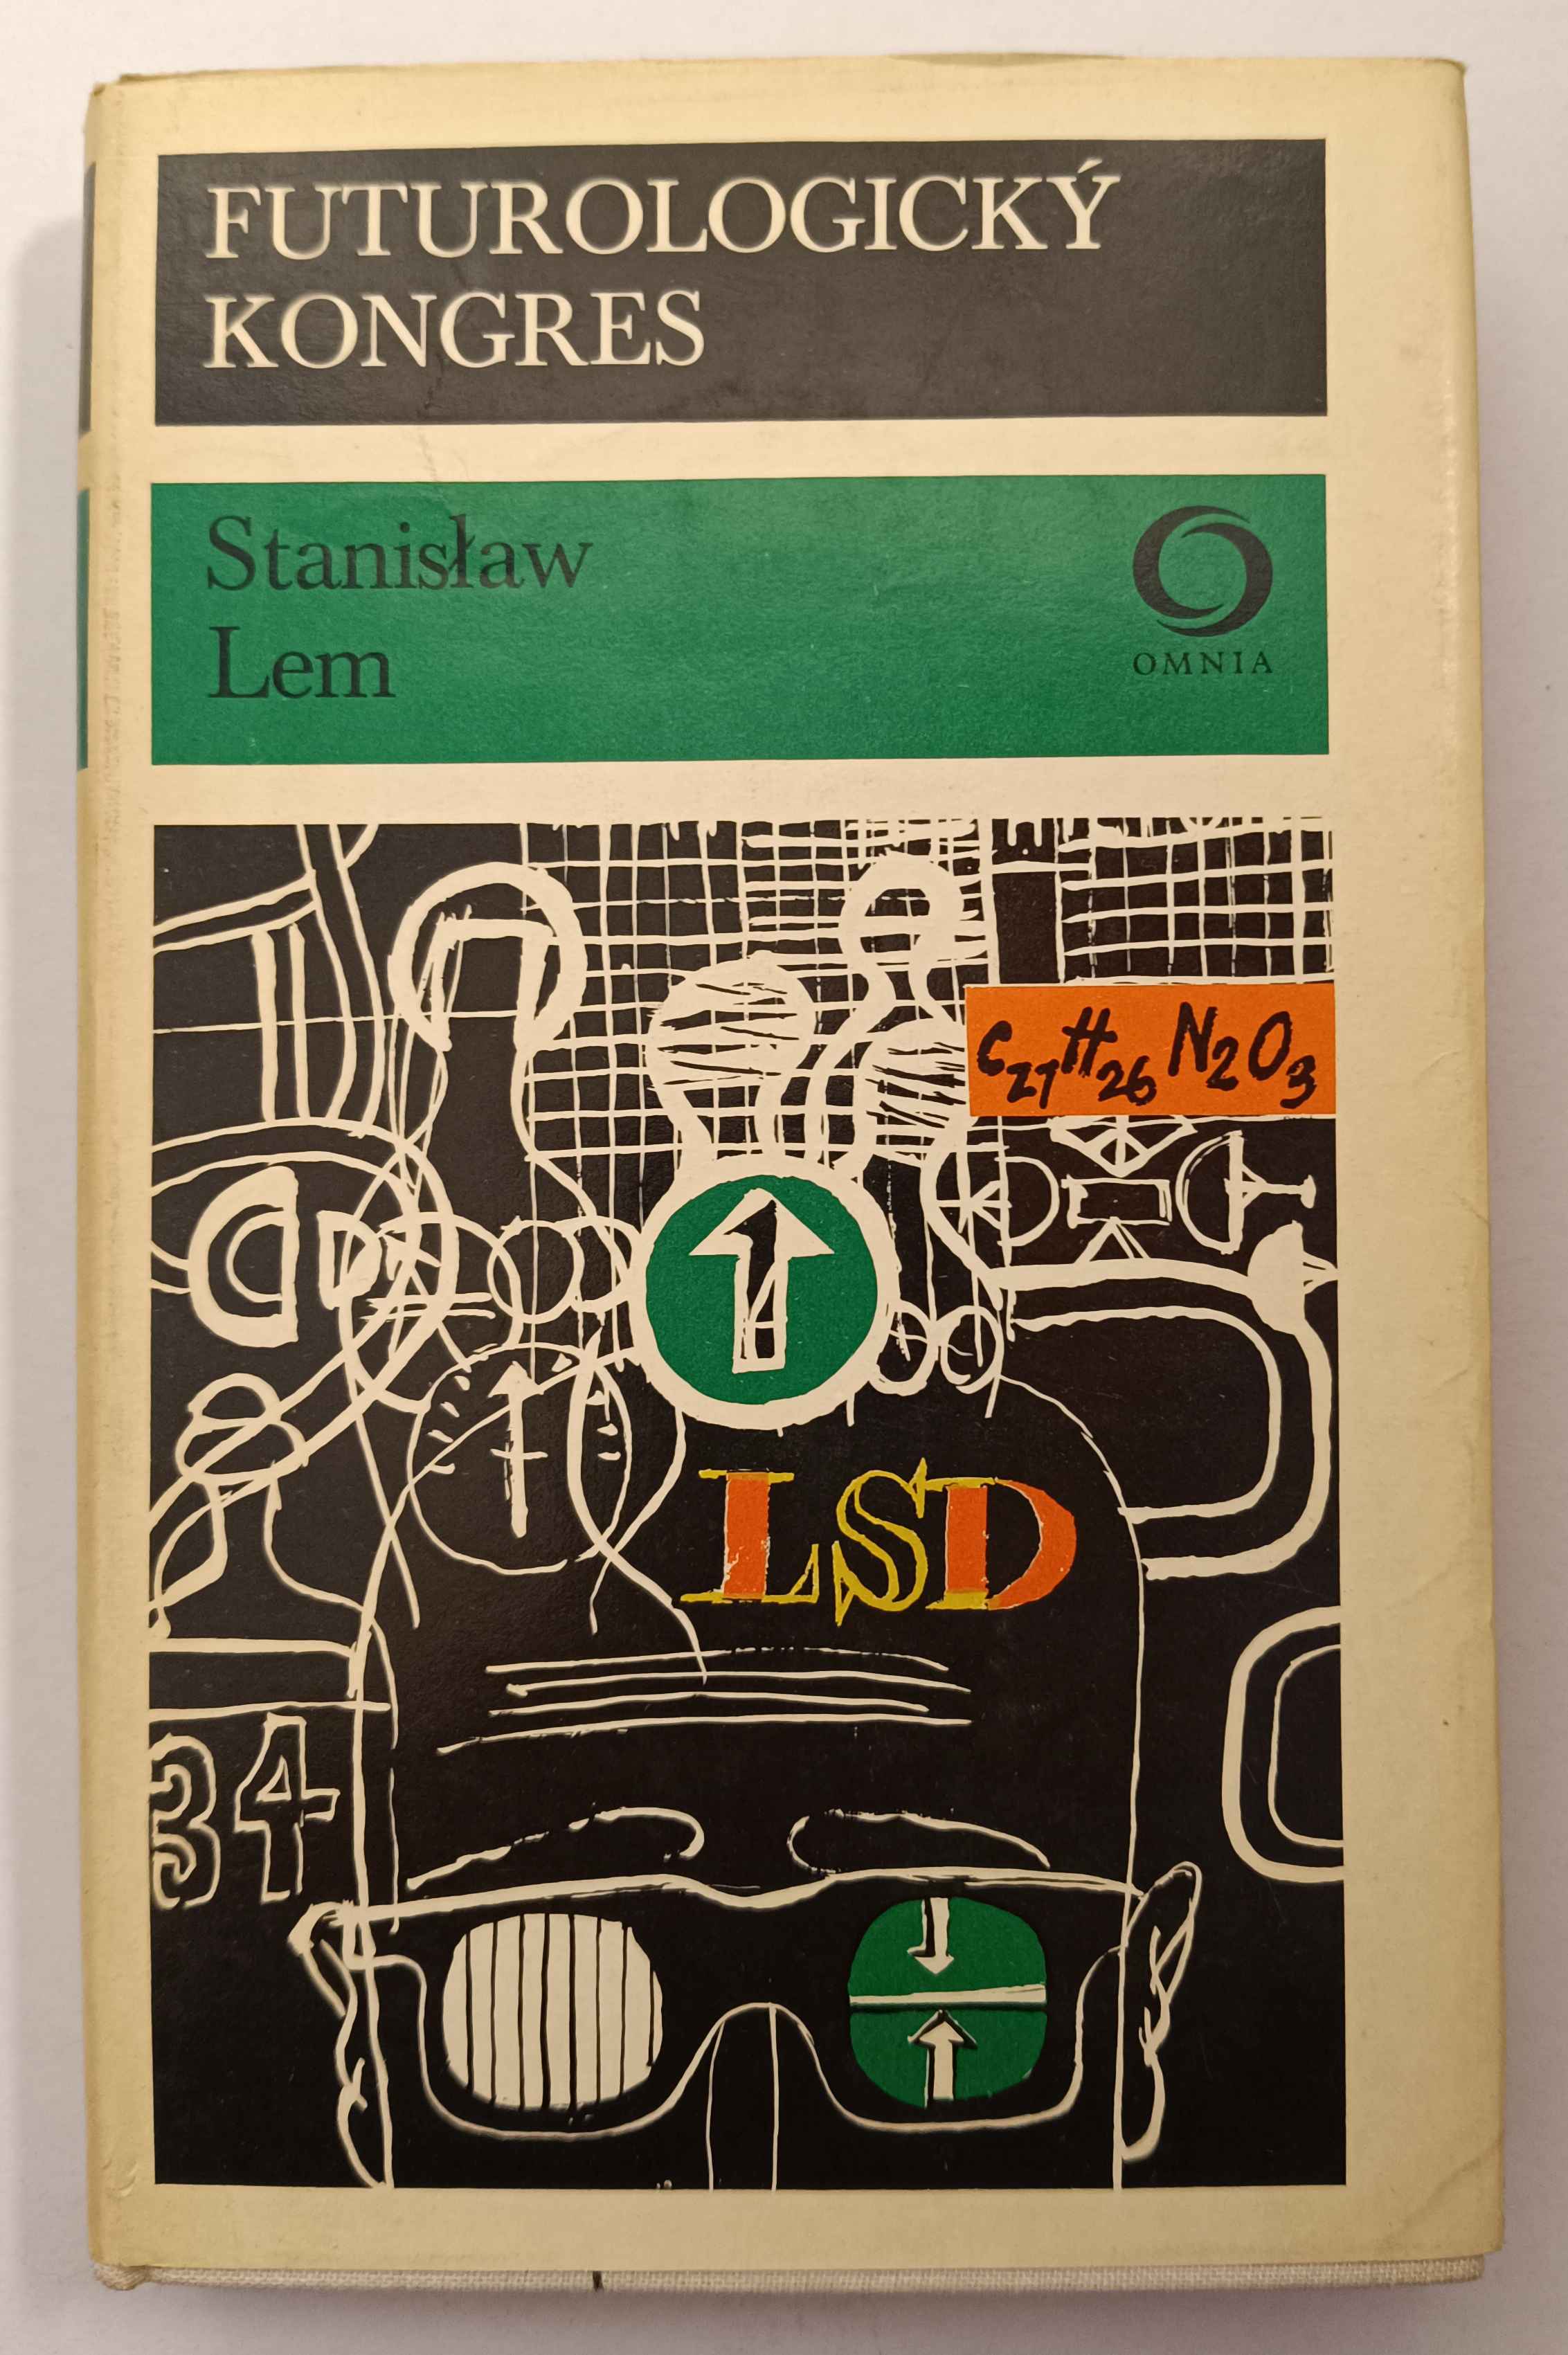 FUTUROLOGICKÝ
KONGRES
Stanisław
Lem
OMNIA
C21H26N2O3
LSD
34